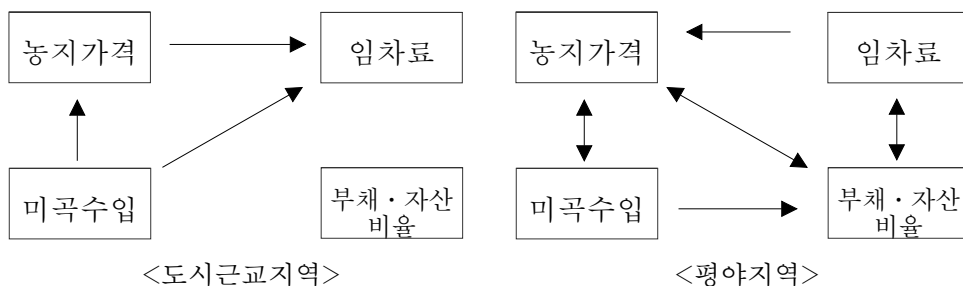 농지가격 임차료 농지가격 임차료
미곡수입 부채·자산 비율 미곡수입 부채·자산 비율
<도시근교지역> <평야지역>